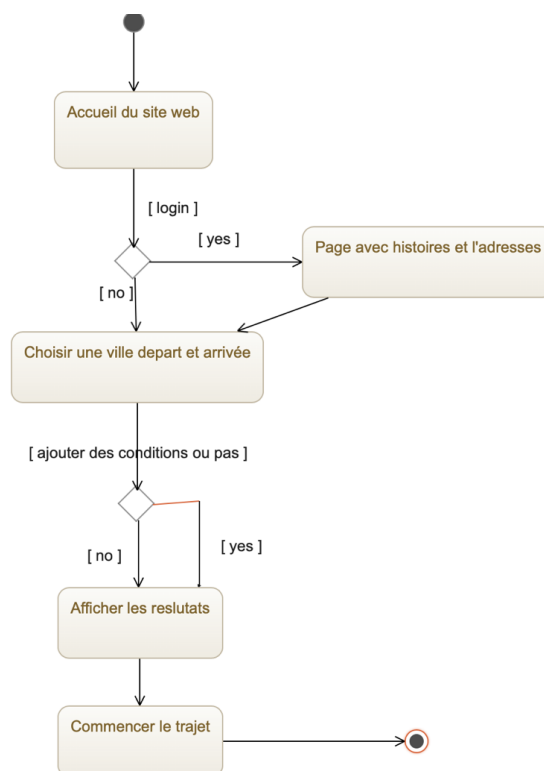 Accueil du site web
[ login ]
[ yes ]
Page avec histoires et l'adresses
[ no ]
Choisir une ville depart et arrivée
[ ajouter des conditions ou pas ]
[ yes ]
[ no ]
Afficher les reslutats
Commencer le trajet